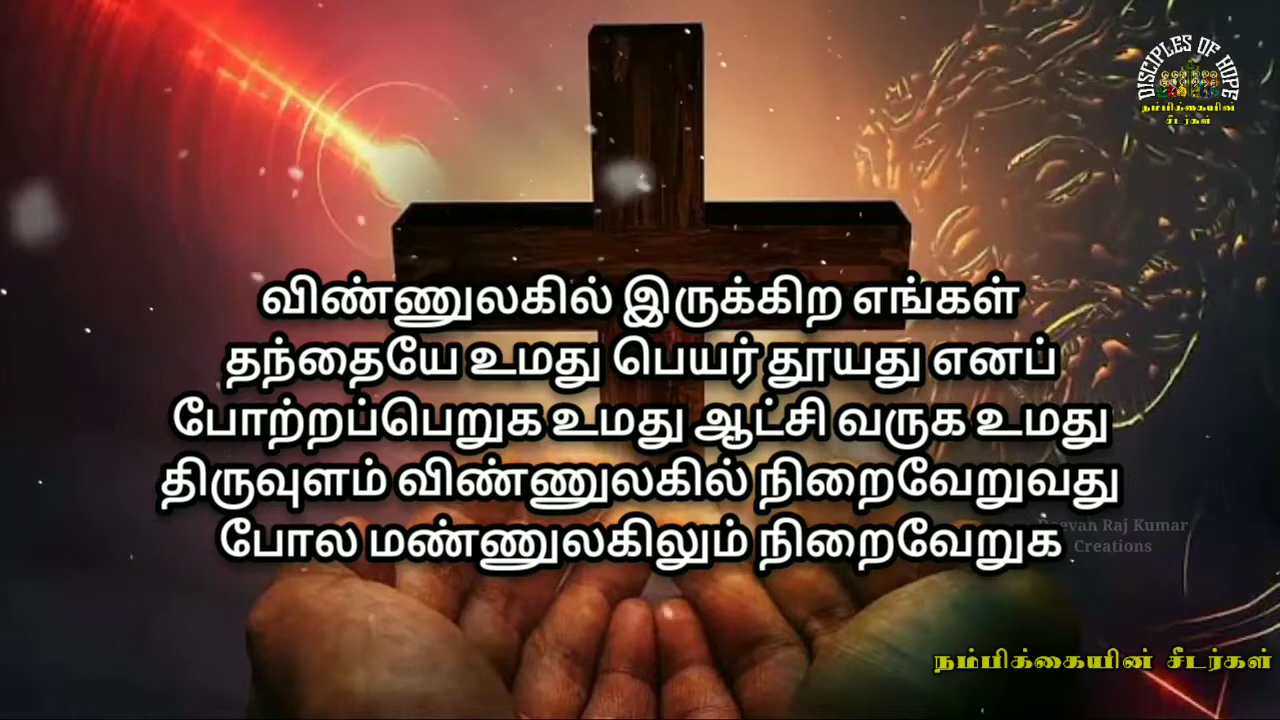 DISCIPLES OF HOPE
நம்பிக்கையின்
சீடர்கள்
விண்ணுலகில் இருக்கிற எங்கள்
தந்தையே உமது பெயர் தூயது எனப்
போற்றப்பெறுக உமது ஆட்சி வருக உமது
திருவுளம் விண்ணுலகில் நிறைவேறுவது
போல மண்ணுலகிலும் நிறைவேறுக
Raj Kumar
Creations
நம்பிக்கையின் சீடர்கள்